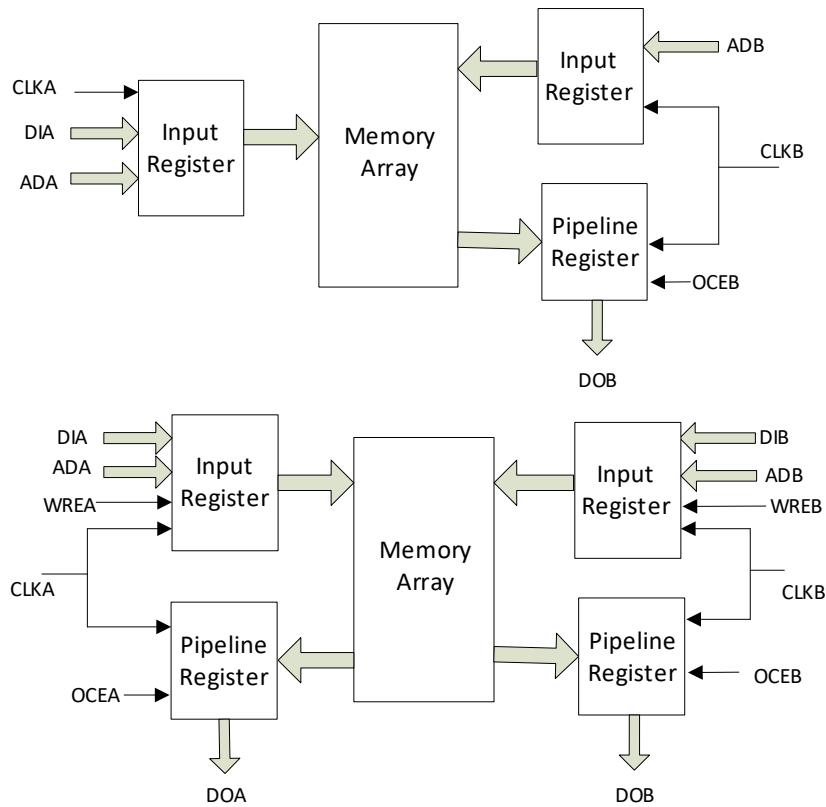 ADB
Input
Register
CLKA
DIA
ADA
Input
Register
Memory
Array
CLKB
Pipeline
Register
OCEB
DOB
DIA
ADA
WREA
CLKA
Input
Register
Memory
Array
Input
Register
DIB
ADB
WREB
CLKB
Pipeline
Register
OCEA
DOA
Pipeline
Register
OCEB
DOB